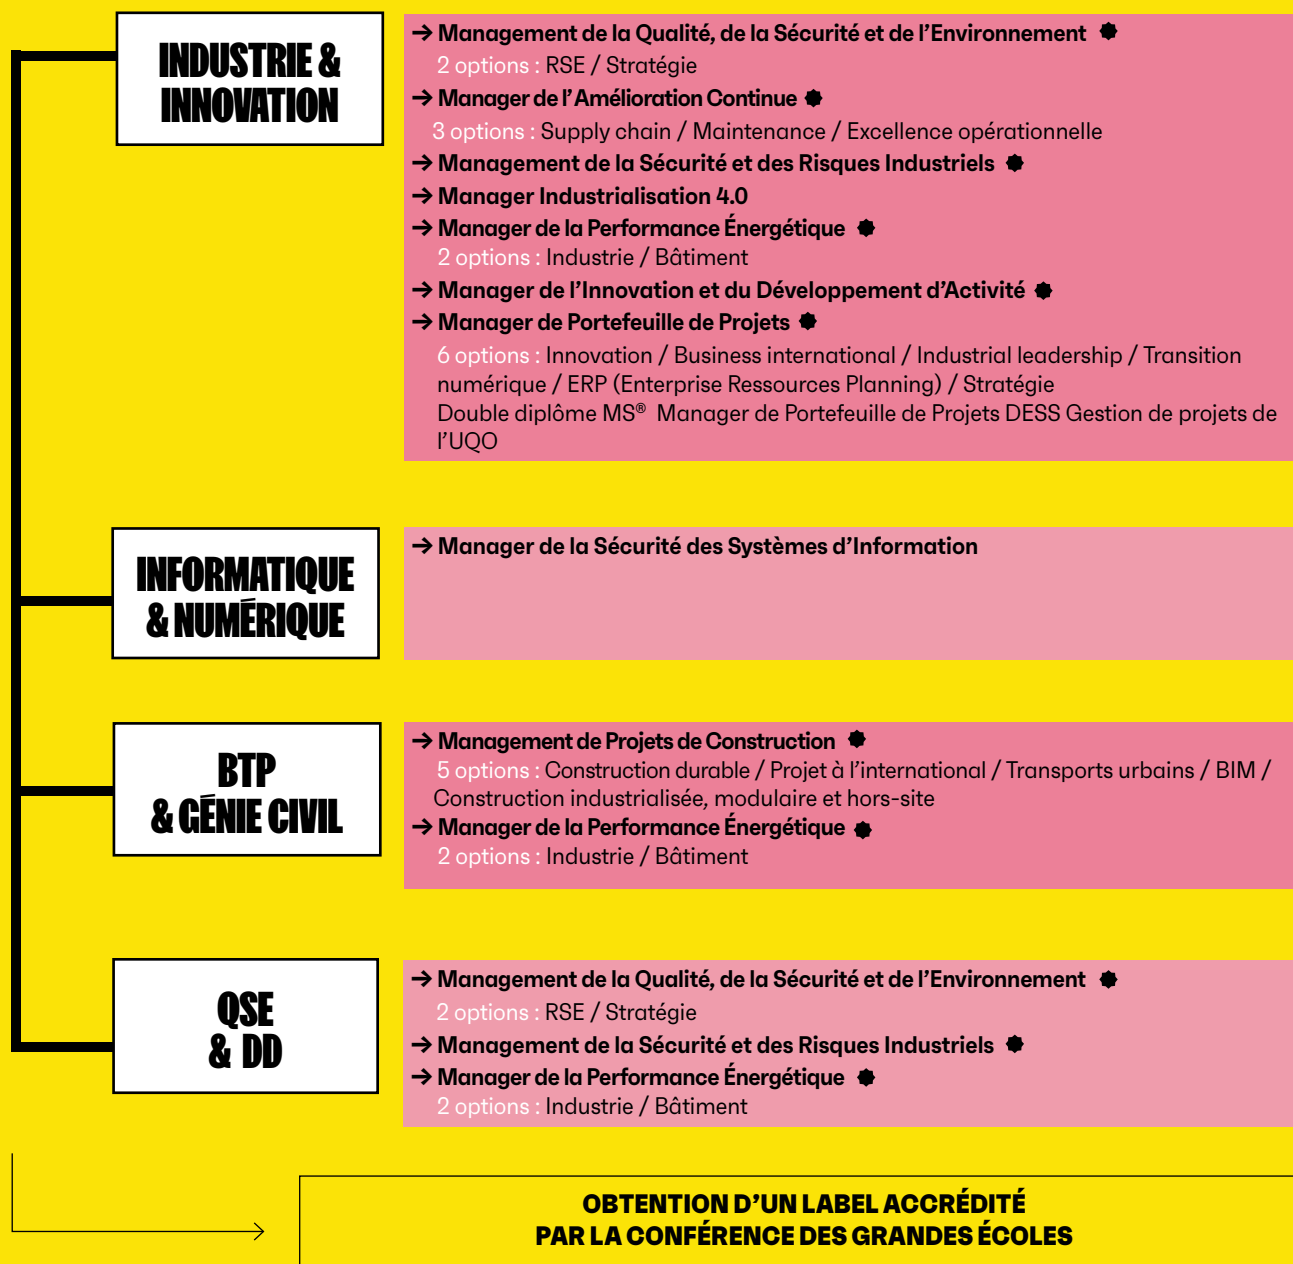 INDUSTRIE &
INNOVATION
→ Management de la Qualité, de la Sécurité et de l’Environnement
2 options : RSE / Stratégie
→ Manager de l’Amélioration Continue
3 options : Supply chain / Maintenance / Excellence opérationnelle
→ Management de la Sécurité et des Risques Industriels
→ Manager Industrialisation 4.0
→ Manager de la Performance Énergétique
2 options : Industrie / Bâtiment
→ Manager de l’Innovation et du Développement d’Activité
→ Manager de Portefeuille de Projets
6 options : Innovation / Business international / Industrial leadership / Transition
numérique / ERP (Enterprise Ressources Planning) / Stratégie
Double diplôme MS® Manager de Portefeuille de Projets DESS Gestion de projets de
l’UQO
INFORMATIQUE
& NUMÉRIQUE
→ Manager de la Sécurité des Systèmes d’Information
BTP
& GÉNIE CIVIL
→ Management de Projets de Construction
5 options : Construction durable / Projet à l’international / Transports urbains / BIM /
Construction industrialisée, modulaire et hors-site
→ Manager de la Performance Énergétique
2 options : Industrie / Bâtiment
QSE
& DD
→ Management de la Qualité, de la Sécurité et de l’Environnement
2 options : RSE / Stratégie
→ Management de la Sécurité et des Risques Industriels
→ Manager de la Performance Énergétique
2 options : Industrie / Bâtiment
OBTENTION D’UN LABEL ACCRÉDITÉ
PAR LA CONFÉRENCE DES GRANDES ÉCOLES